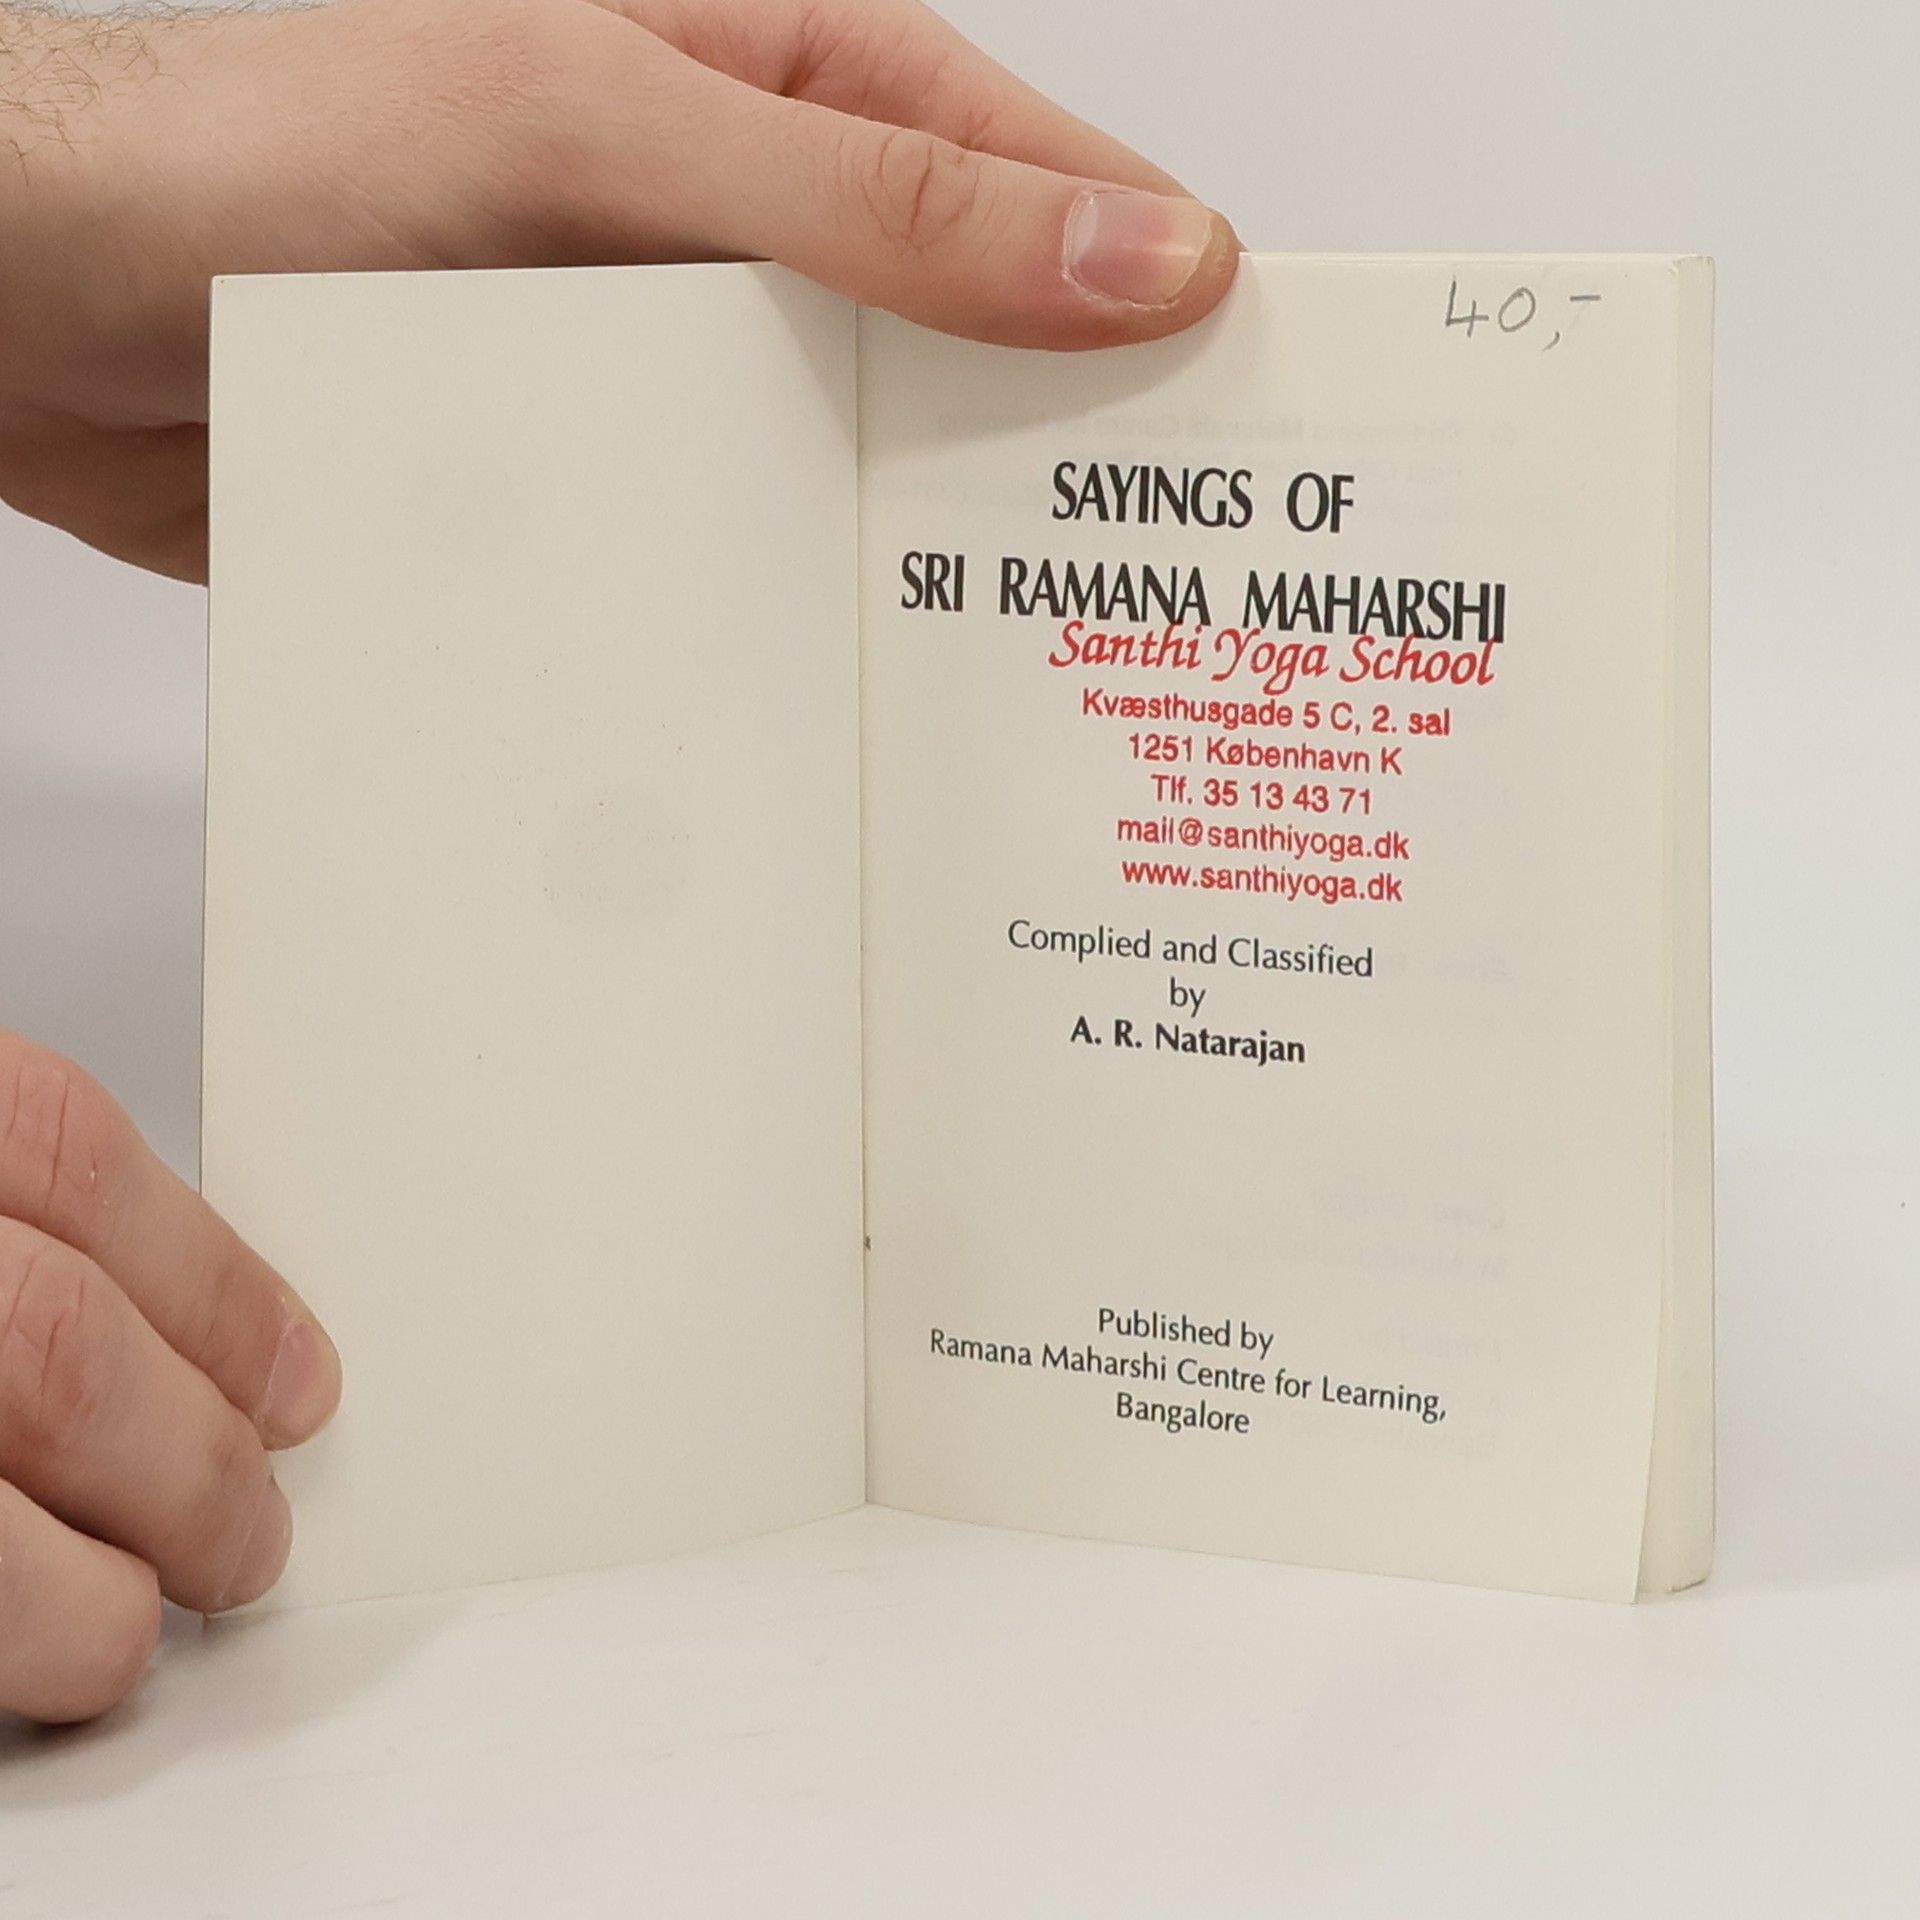 40,-
SAYINGS OF
SRI RAMANA MAHARSHI
Santhi Yoga School
Kvæsthusgade 5 C, 2. sal
1251 København K
Tlf. 35 13 43 71
mail@santhiyoga.dk
www.santhiyoga.dk
Complied and Classified
by
A. R. Natarajan
Published by
Ramana Maharshi Centre for Learning,
Bangalore